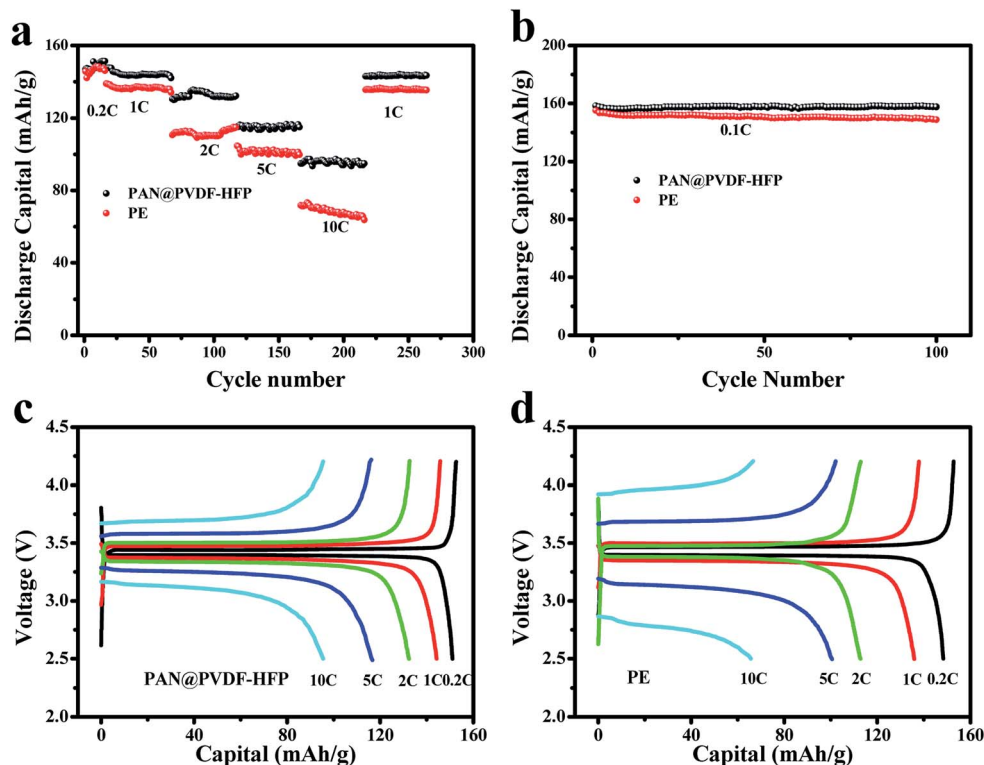 a
160
120
80
40
0
Discharge Capital (mAh/g)
0.2C
1C
2C
5C
10C
1C
PAN@PVDF-HFP
PE
0 50 100 150 200 250 300
Cycle number
b
200
160
120
80
40
0
Discharge Capital (mAh/g)
0.1C
PAN@PVDF-HFP
PE
0 50 100
Cycle Number
c
4.5
4.0
3.5
3.0
2.5
2.0
Voltage (V)
PAN@PVDF-HFP
10C 5C 2C 1C 0.2C
0 40 80 120 160
Capital (mAh/g)
d
4.5
4.0
3.5
3.0
2.5
2.0
Voltage (V)
PE
10C 5C 2C 1C 0.2C
0 40 80 120 160
Capital (mAh/g)